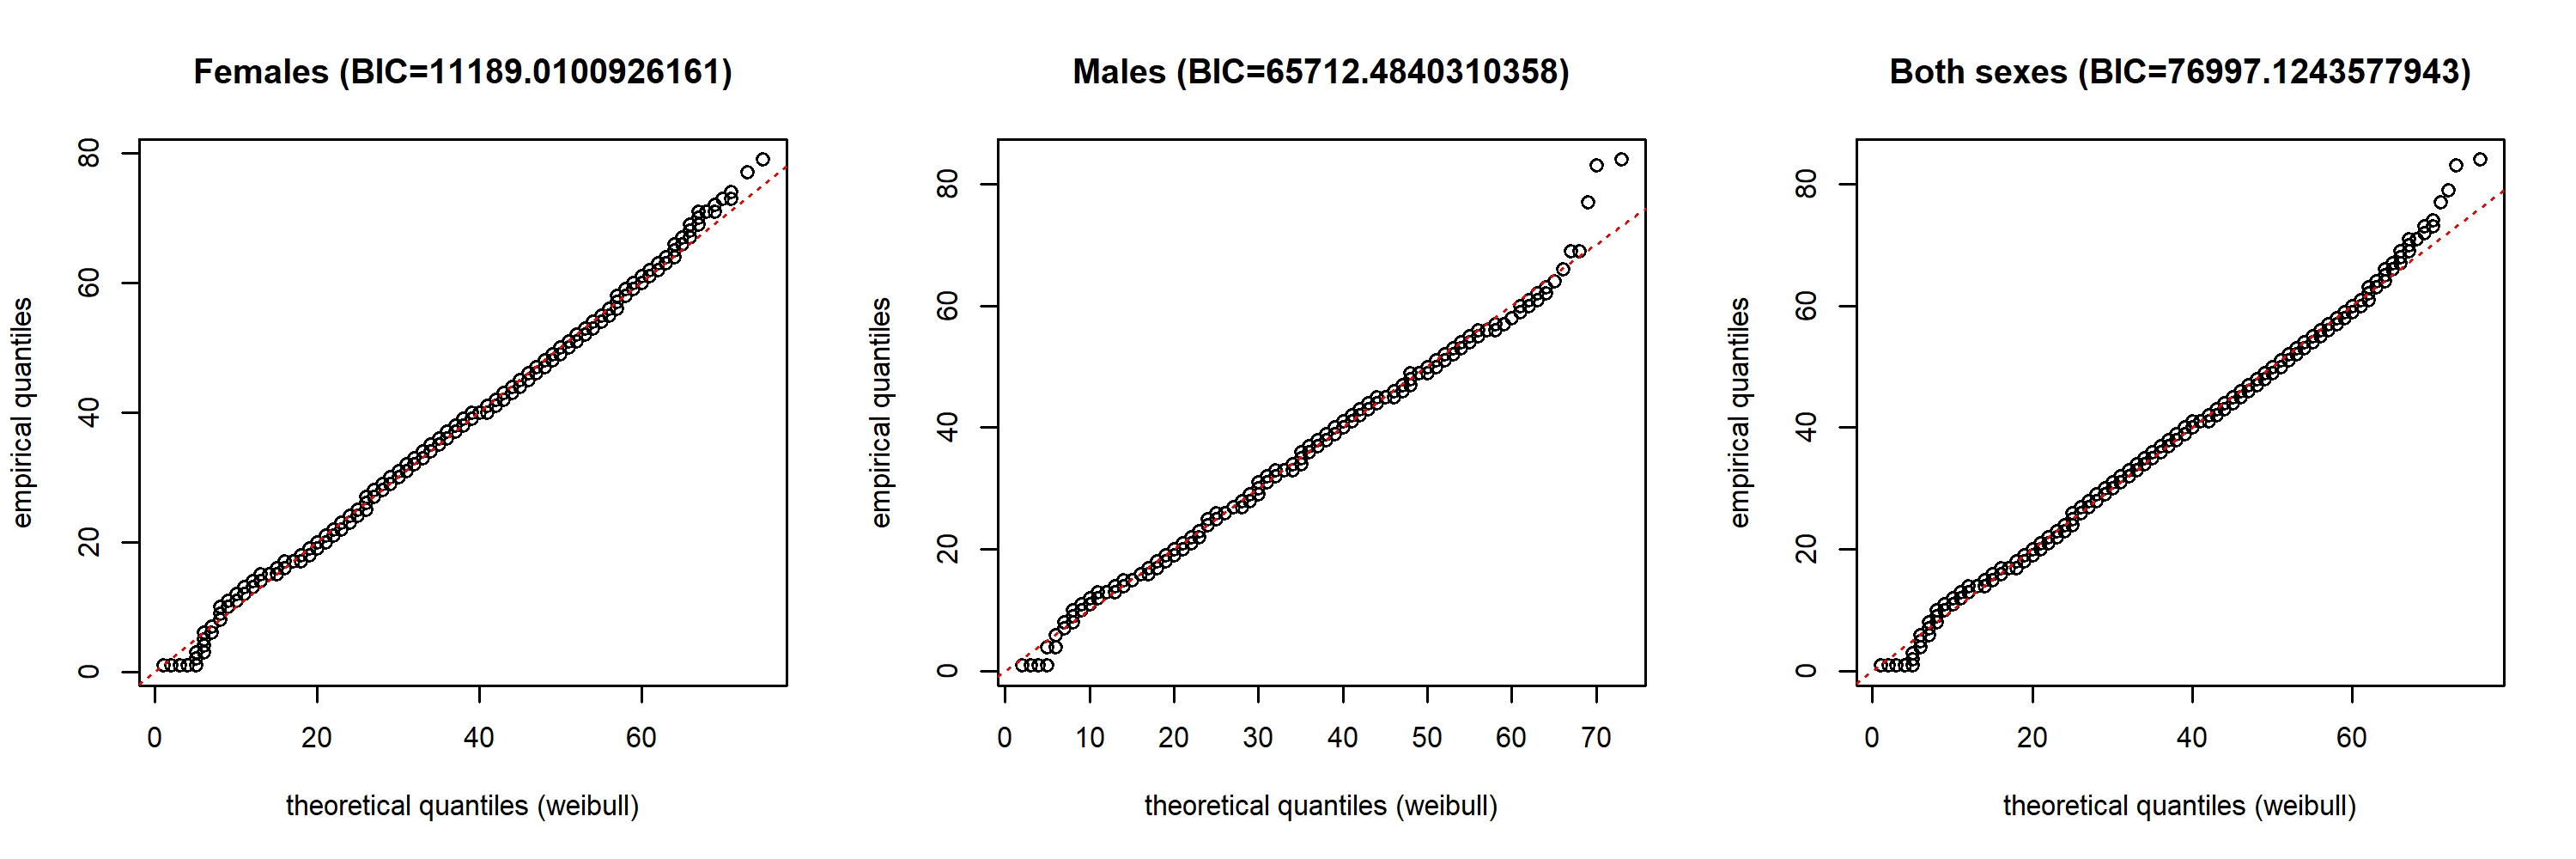 Females (BIC=11189.0100926161)
80
60
40
20
0
empirical quantiles
0 20 40 60
theoretical quantiles (weibull)
Males (BIC=65712.4840310358)
80
60
40
20
0
empirical quantiles
0 10 20 30 40 50 60 70
theoretical quantiles (weibull)
Both sexes (BIC=76997.1243577943)
80
60
40
20
0
empirical quantiles
0 20 40 60
theoretical quantiles (weibull)